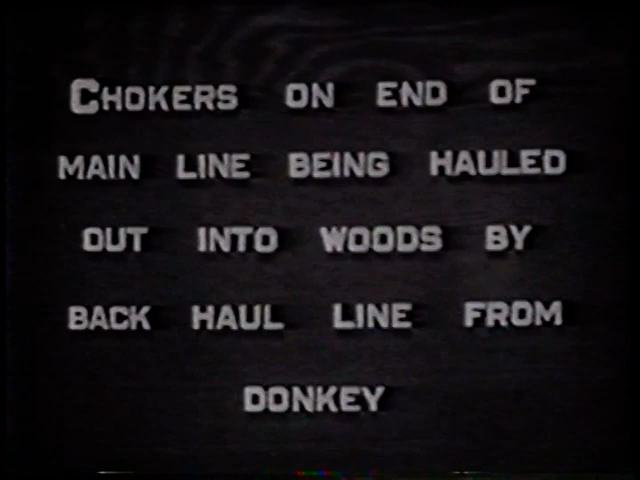 CHOKERS ON END OF
MAIN LINE BEING HAULED
OUT INTO WOODS BY
BACK HAUL LINE FROM
DONKEY